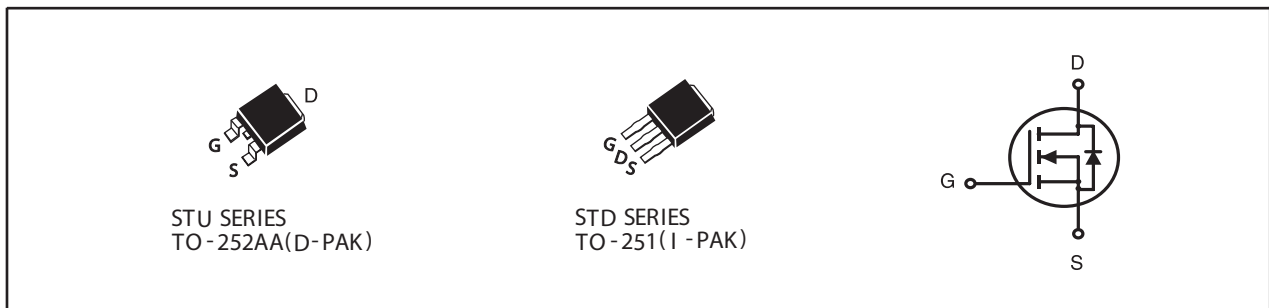 D
G
S
STU SERIES
TO-252AA(D-PAK)
G
D
S
STD SERIES
TO-251(I-PAK)
D
G
S